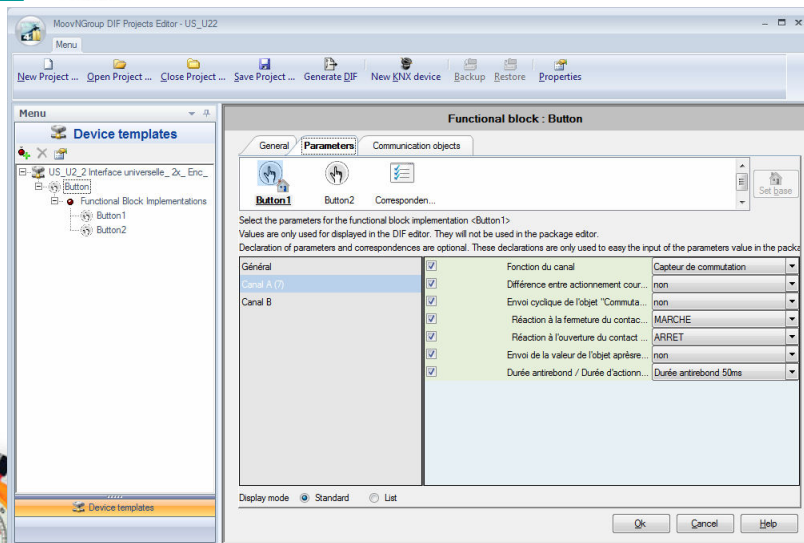 MoovNGroup DIF Projects Editor - US_U22
Menu
New Project ... Open Project ... Close Project ... Save Project ... Generate DIF New KNX device Backup Restore Properties
Menu
Device templates
US_U2_2 Interface universelle_ 2x_ Enc_
Button
Functional Block Implementations
Button1
Button2
Device templates
Functional block : Button
General Parameters Communication objects
Button1 Button2 Corresponden...
Set base
Select the parameters for the functional block implementation <Button1>
Values are only used for displayed in the DIF editor. They will not be used in the package editor.
Declaration of parameters and correspondences are optional. These declarations are only used to easy the input of the parameters value in the packa
Général
Canal A (7)
Canal B
Fonction du canal Capteur de commutation
Différence entre actionnement cour... non
Envoi cyclique de l'objet "Commuta... non
Réaction à la fermeture du contac... MARCHE
Réaction à l'ouverture du contact ... ARRET
Envoi de la valeur de l'objet aprèsre... non
Durée antirebond / Durée d'actionn... Durée antirebond 50ms
Display mode Standard List
Ok Cancel Help